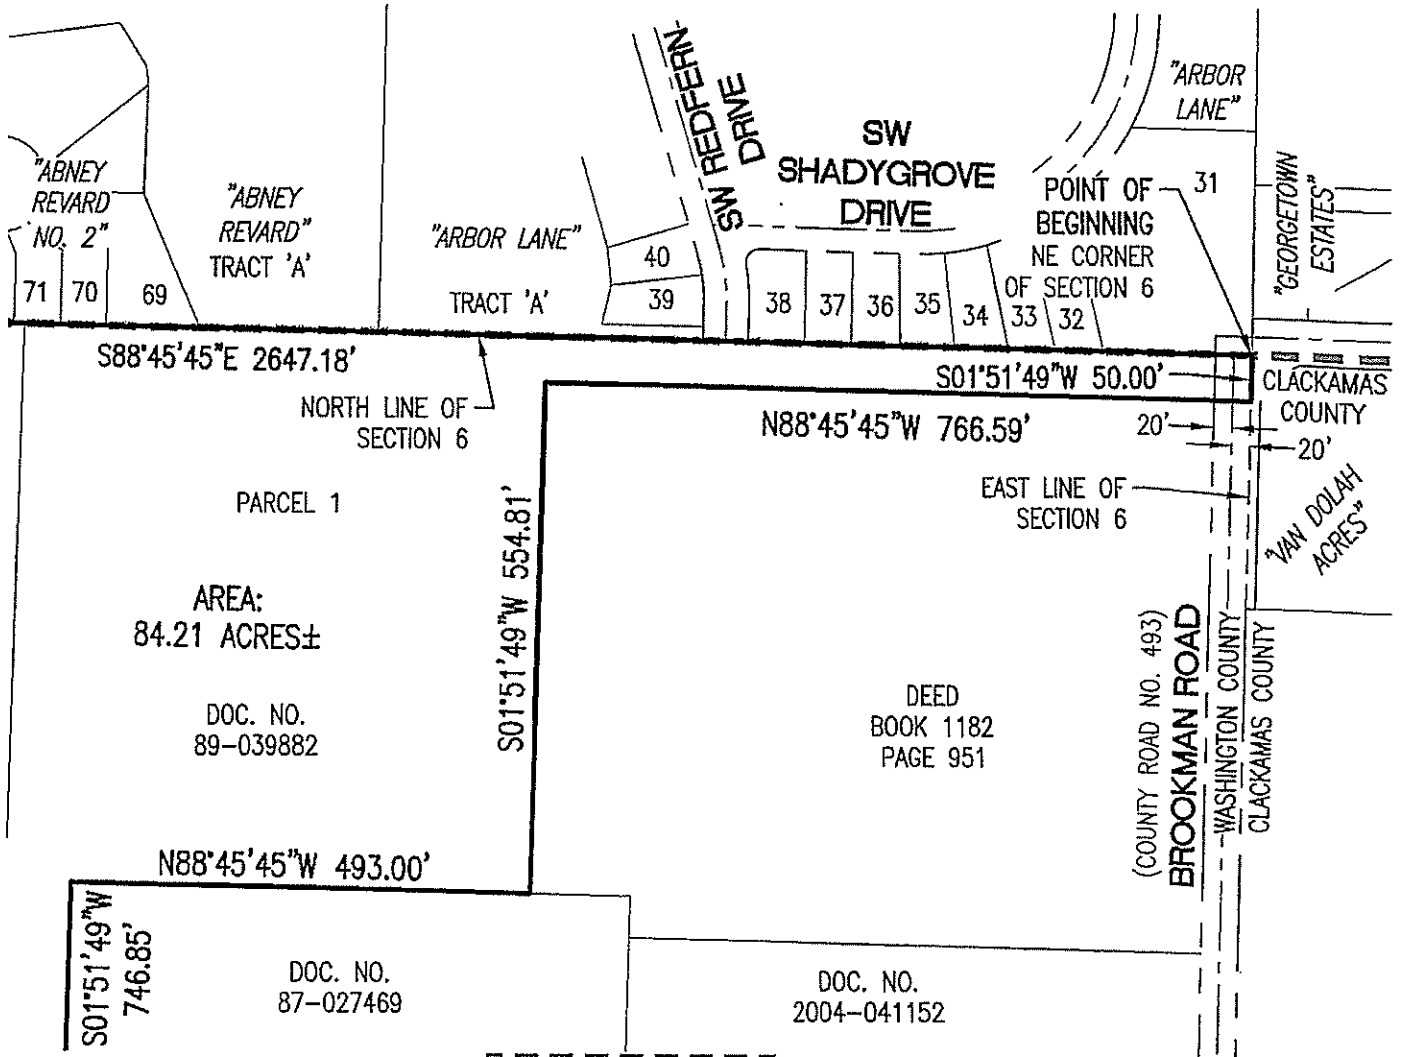 "ABNEY
REVARD
NO. 2"
71
70
69
"ABNEY
REVARD"
TRACT 'A'
"ARBOR LANE"
TRACT 'A'
40
39
SW REDFERN
DRIVE
SW
SHADYGROVE
DRIVE
38
37
36
35
34
33
32
31
"ARBOR
LANE"
POINT OF
BEGINNING
NE CORNER
OF SECTION 6
"GEORGETOWN
ESTATES"
S88°45'45"E 2647.18'
NORTH LINE OF
SECTION 6
S01°51'49"W 50.00'
N88°45'45"W 766.59'
CLACKAMAS
COUNTY
20'
20'
EAST LINE OF
SECTION 6
"VAN DOLAH
ACRES"
PARCEL 1
AREA:
84.21 ACRES±
DOC. NO.
89-039882
S01°51'49"W 554.81'
DEED
BOOK 1182
PAGE 951
(COUNTY ROAD NO. 493)
BROOKMAN ROAD
WASHINGTON COUNTY
CLACKAMAS COUNTY
N88°45'45"W 493.00'
S01°51'49"W
746.85'
DOC. NO.
87-027469
DOC. NO.
2004-041152